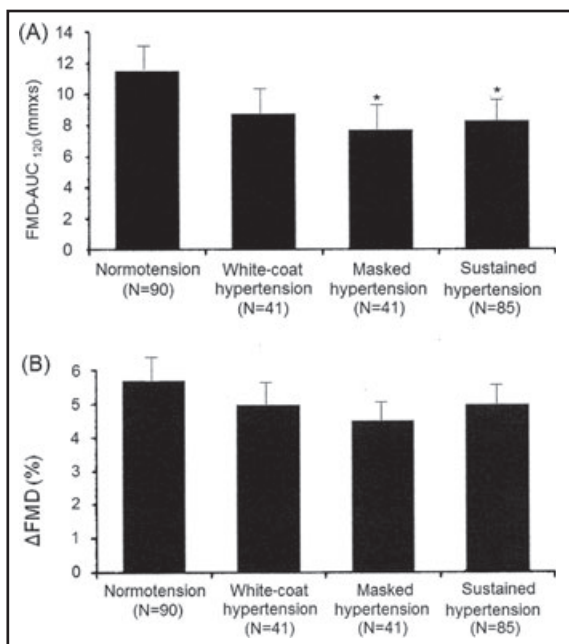 (A)
14
12
10
8
6
4
2
0
FMD-AUC 120 (mmxs)
* *
Normotension White-coat Masked Sustained
hypertension hypertension hypertension
(N=90) (N=41) (N=41) (N=85)
(B)
6
5
4
3
2
1
0
ΔFMD (%)
Normotension White-coat Masked Sustained
hypertension hypertension hypertension
(N=90) (N=41) (N=41) (N=85)